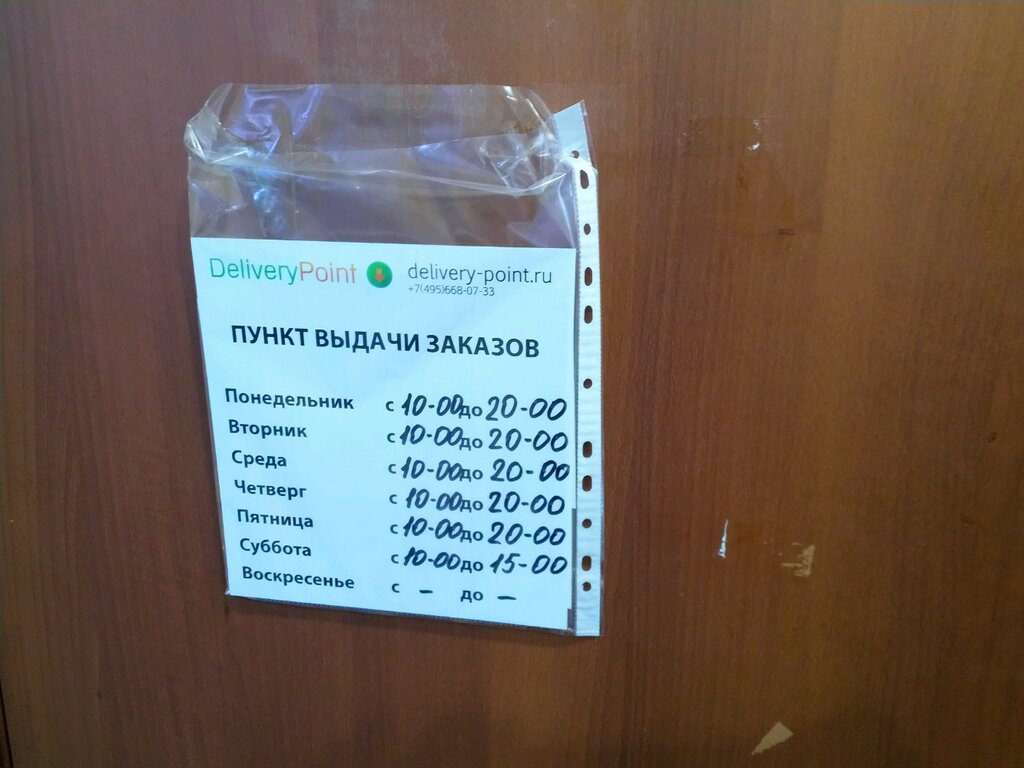 DeliveryPoint delivery-point.ru
+7(495)668-07-33
ПУНКТ ВЫДАЧИ ЗАКАЗОВ
Понедельник с 10-00 до 20-00
Вторник с 10-00 до 20-00
Среда с 10-00 до 20-00
Четверг с 10-00 до 20-00
Пятница с 10-00 до 20-00
Суббота с 10-00 до 15-00
Воскресенье с - до -